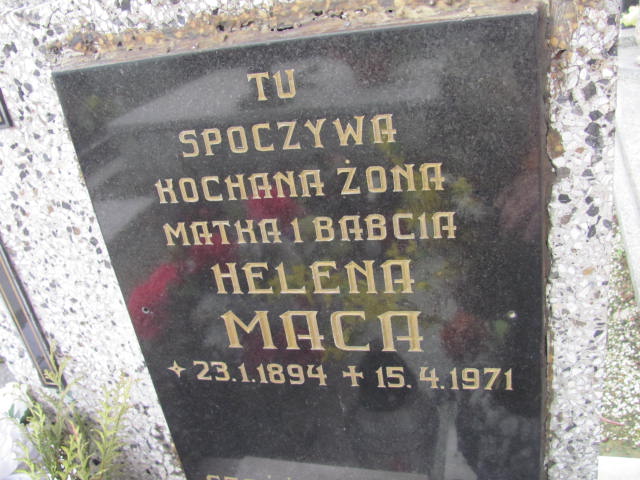 TU
SPOCZYWA
KOCHANA ŻONA
MATKA I BABCIA
HELENA
MACA
✶ 23.1.1894 ✝ 15.4.1971